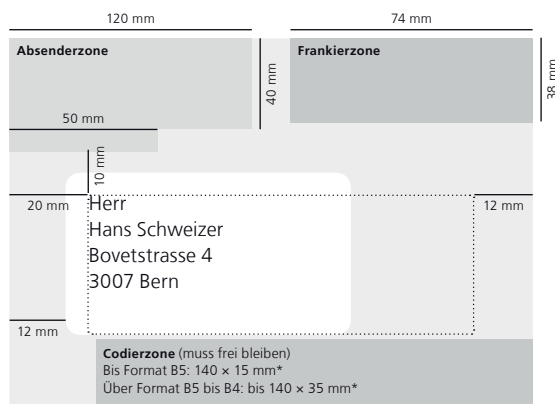 120 mm
74 mm
Absenderzone
Frankierzone
40 mm
38 mm
50 mm
10 mm
20 mm
Herr
12 mm
Hans Schweizer
Bovetstrasse 4
3007 Bern
12 mm
Codierzone (muss frei bleiben)
Bis Format B5: 140 × 15 mm*
Über Format B5 bis B4: bis 140 × 35 mm*